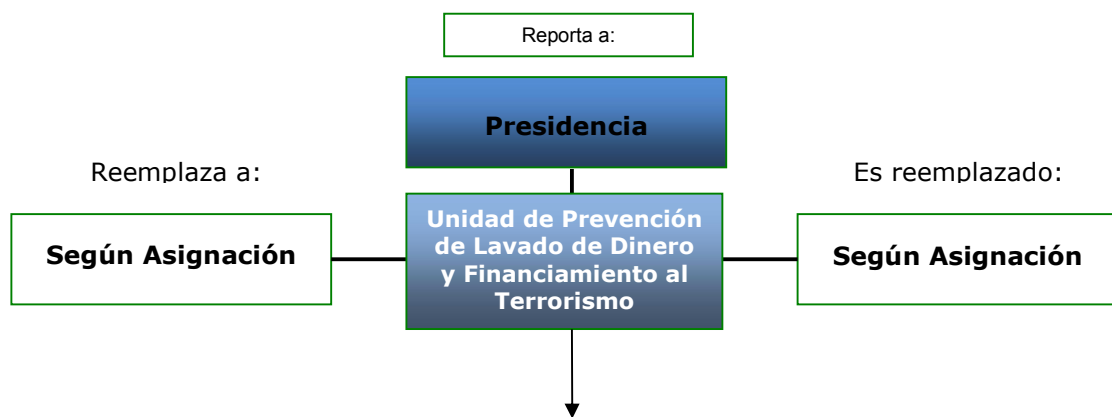 Reporta a:
Presidencia
Reemplaza a:
Es reemplazado:
Según Asignación
Unidad de Prevención
de Lavado de Dinero
y Financiamiento al
Terrorismo
Según Asignación